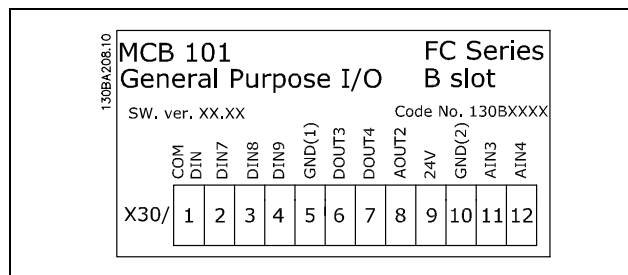 130BA208.10
MCB 101 FC Series
General Purpose I/O B slot
SW. ver. XX.XX Code No. 130BXXXX
COM DIN DIN7 DIN8 DIN9 GND(1) DOUT3 DOUT4 AOUT2 24V GND(2) AIN3 AIN4
X30/ 1 2 3 4 5 6 7 8 9 10 11 12